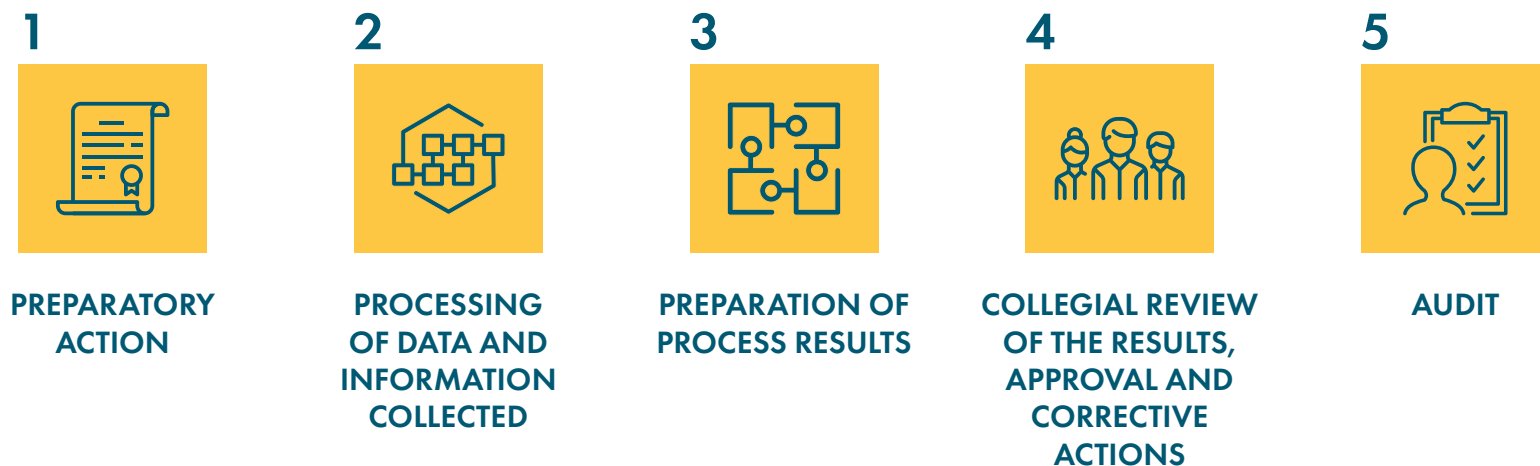 1
PREPARATORY
ACTION
2
PROCESSING
OF DATA AND
INFORMATION
COLLECTED
3
PREPARATION OF
PROCESS RESULTS
4
COLLEGIAL REVIEW
OF THE RESULTS,
APPROVAL AND
CORRECTIVE
ACTIONS
5
AUDIT